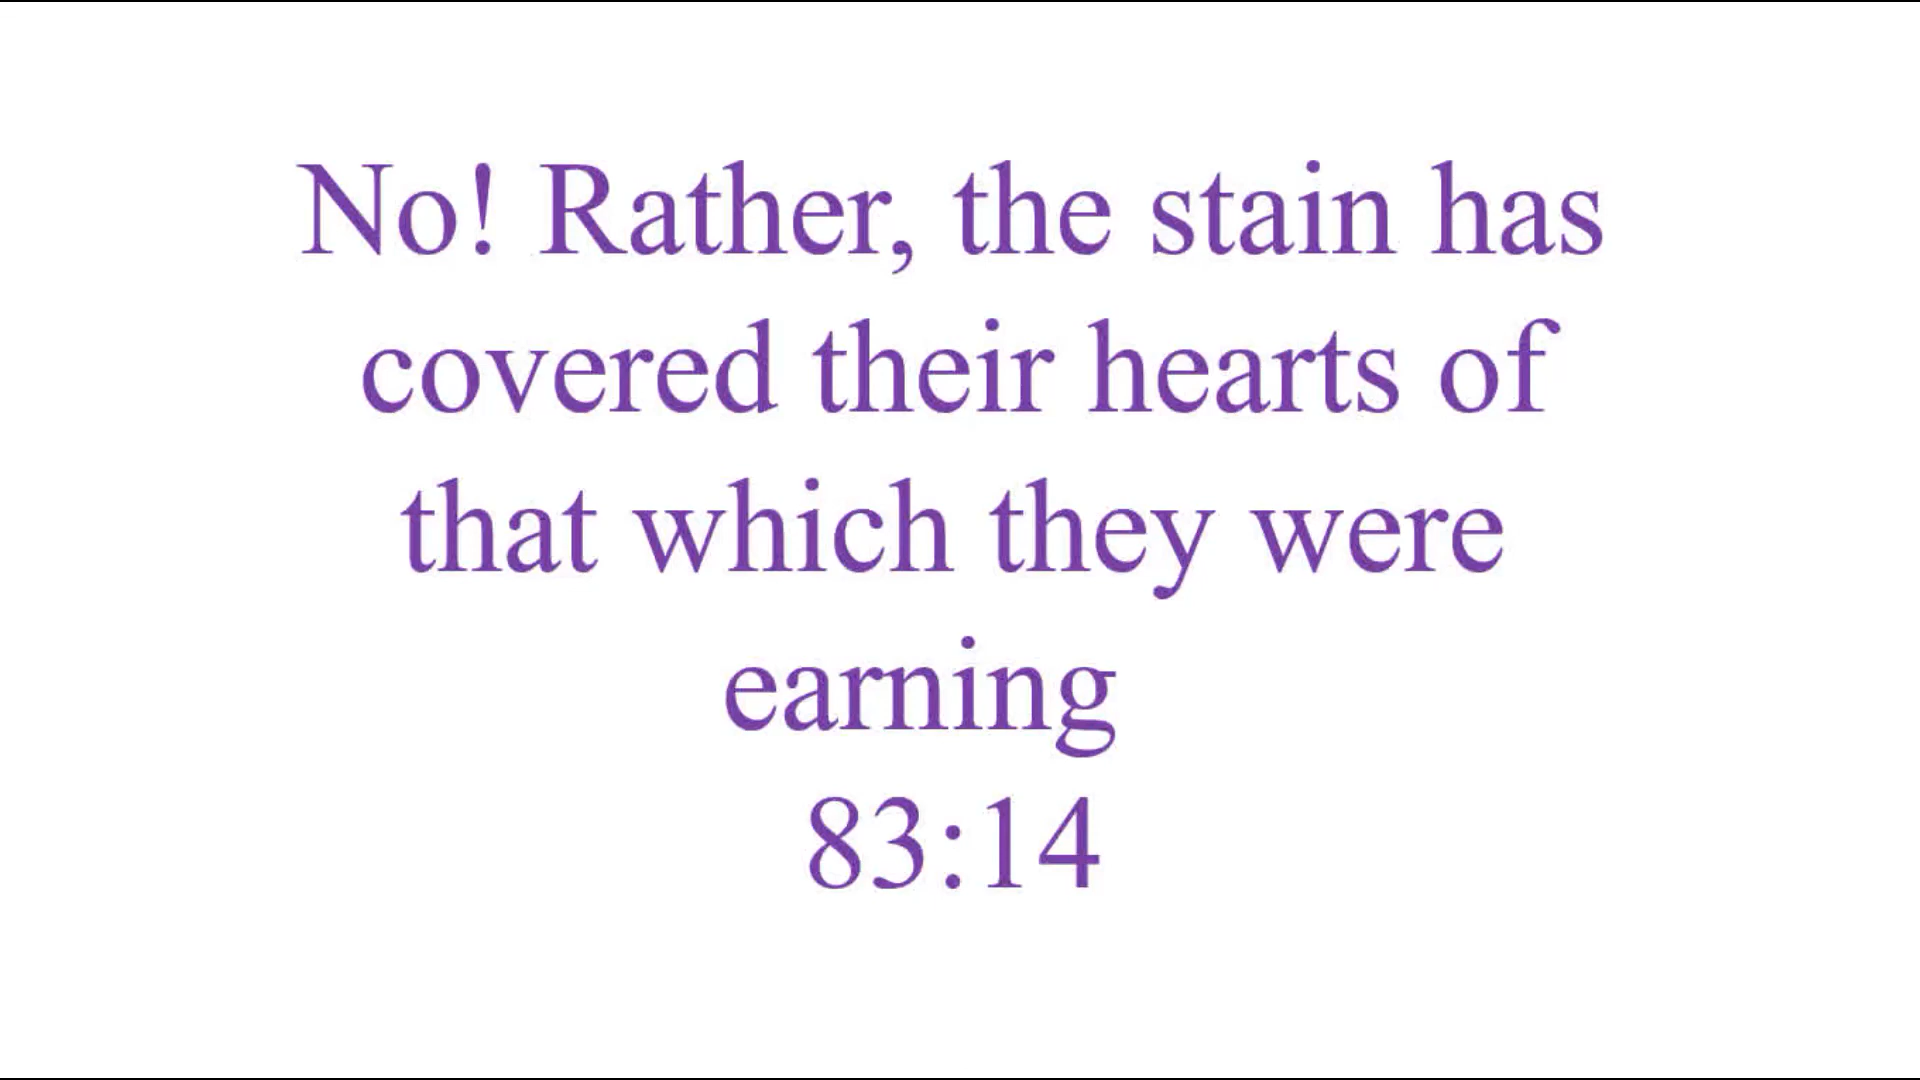 No! Rather, the stain has
covered their hearts of
that which they were
earning
83:14